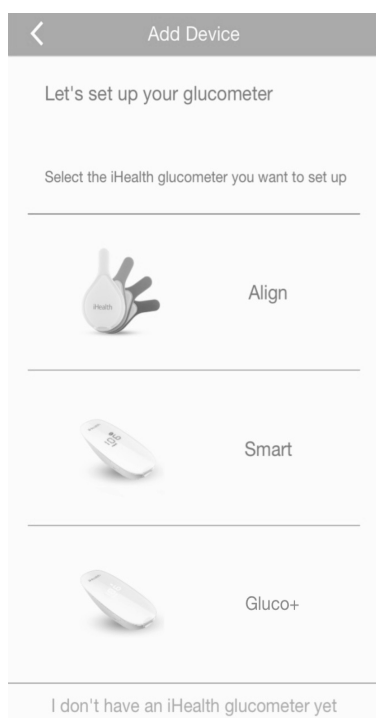 Add Device
Let's set up your glucometer
Select the iHealth glucometer you want to set up
iHealth
Align
Smart
Gluco+
I don't have an iHealth glucometer yet